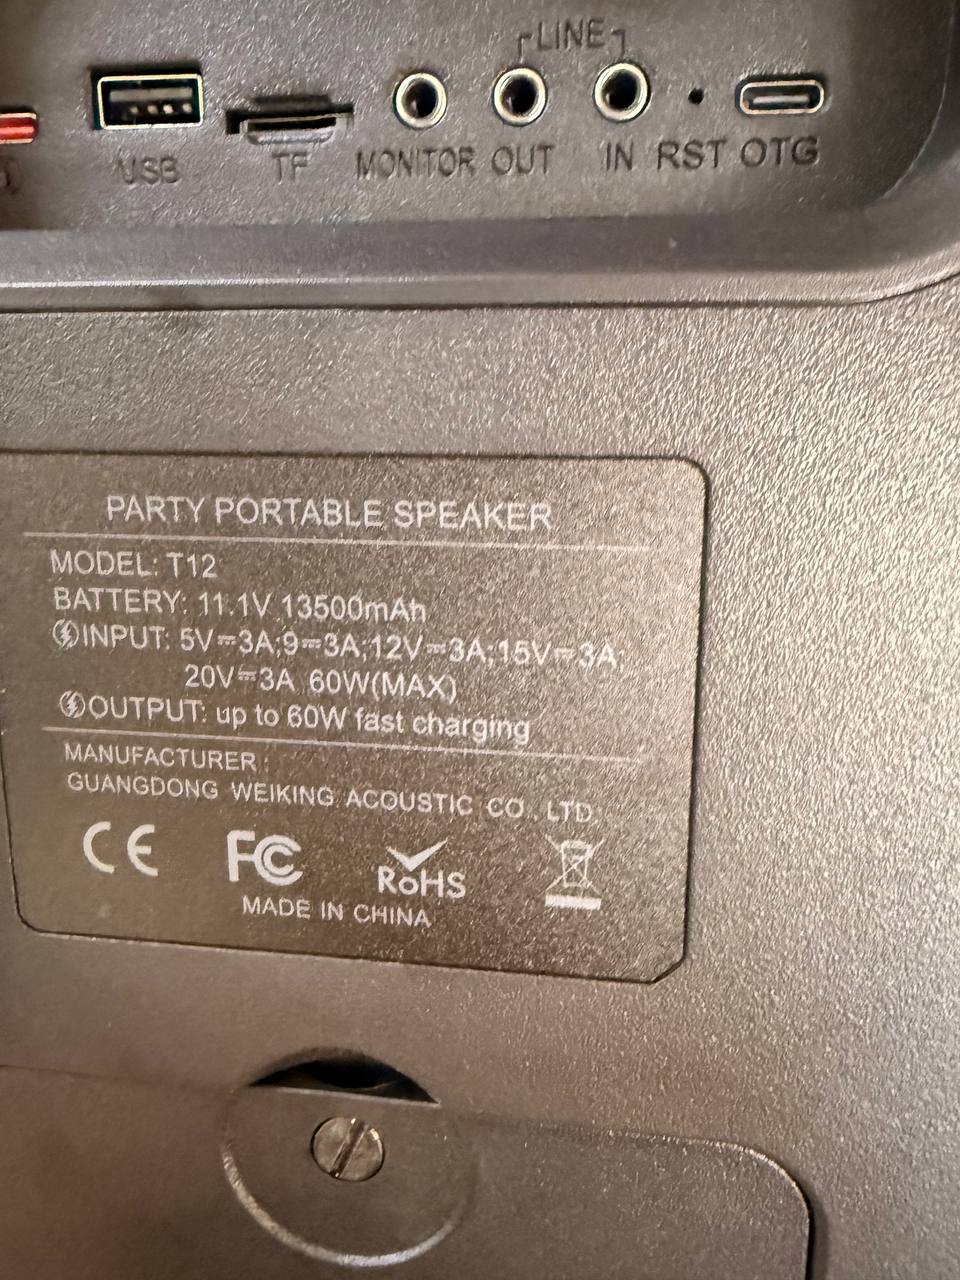 LINE
USB TF MONITOR OUT IN RST OTG
PARTY PORTABLE SPEAKER
MODEL: T12
BATTERY: 11.1V 13500mAh
INPUT: 5V⎓3A;9⎓3A;12V⎓3A;15V⎓3A,
20V⎓3A 60W(MAX)
OUTPUT: up to 60W fast charging
MANUFACTURER :
GUANGDONG WEIKING ACOUSTIC CO . LTD
CE FC RoHS
MADE IN CHINA